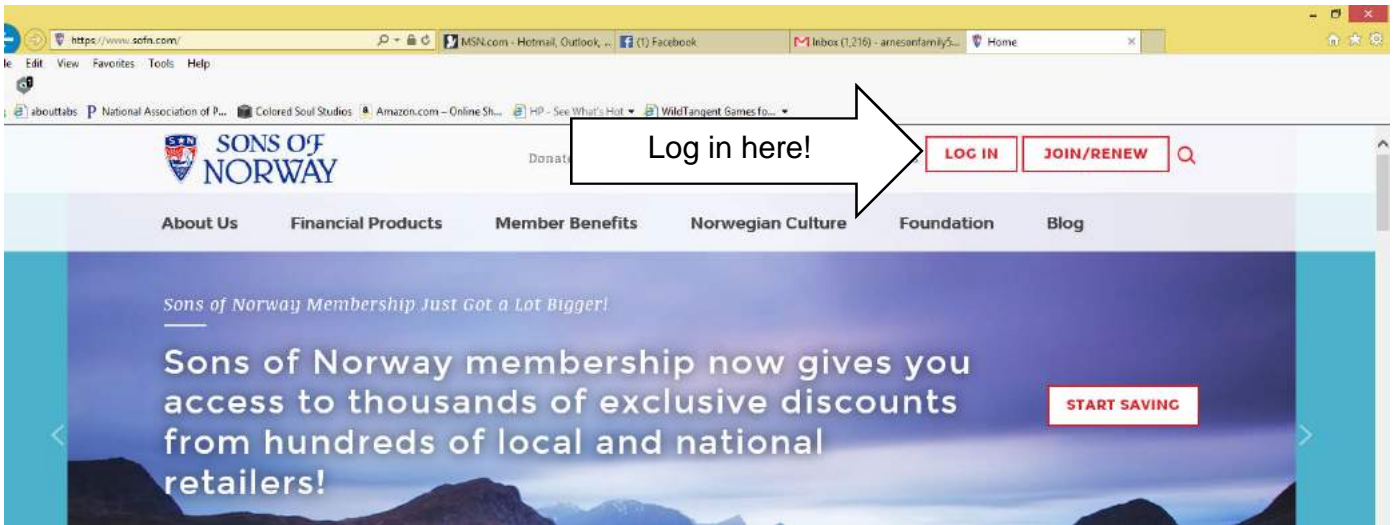 https://www.sofn.com/
MSN.com - Hotmail, Outlook, ...
(1) Facebook
Inbox (1,216) - arnesonfamily5...
Home
Edit View Favorites Tools Help
abouttabs P National Association of P... Colored Soul Studios Amazon.com – Online Sh... HP - See What's Hot WildTangent Games fo...
SONS OF
NORWAY
Log in here!
LOG IN
JOIN/RENEW
About Us Financial Products Member Benefits Norwegian Culture Foundation Blog
Sons of Norway Membership Just Got a Lot Bigger!
Sons of Norway membership now gives you
access to thousands of exclusive discounts
from hundreds of local and national
retailers!
START SAVING